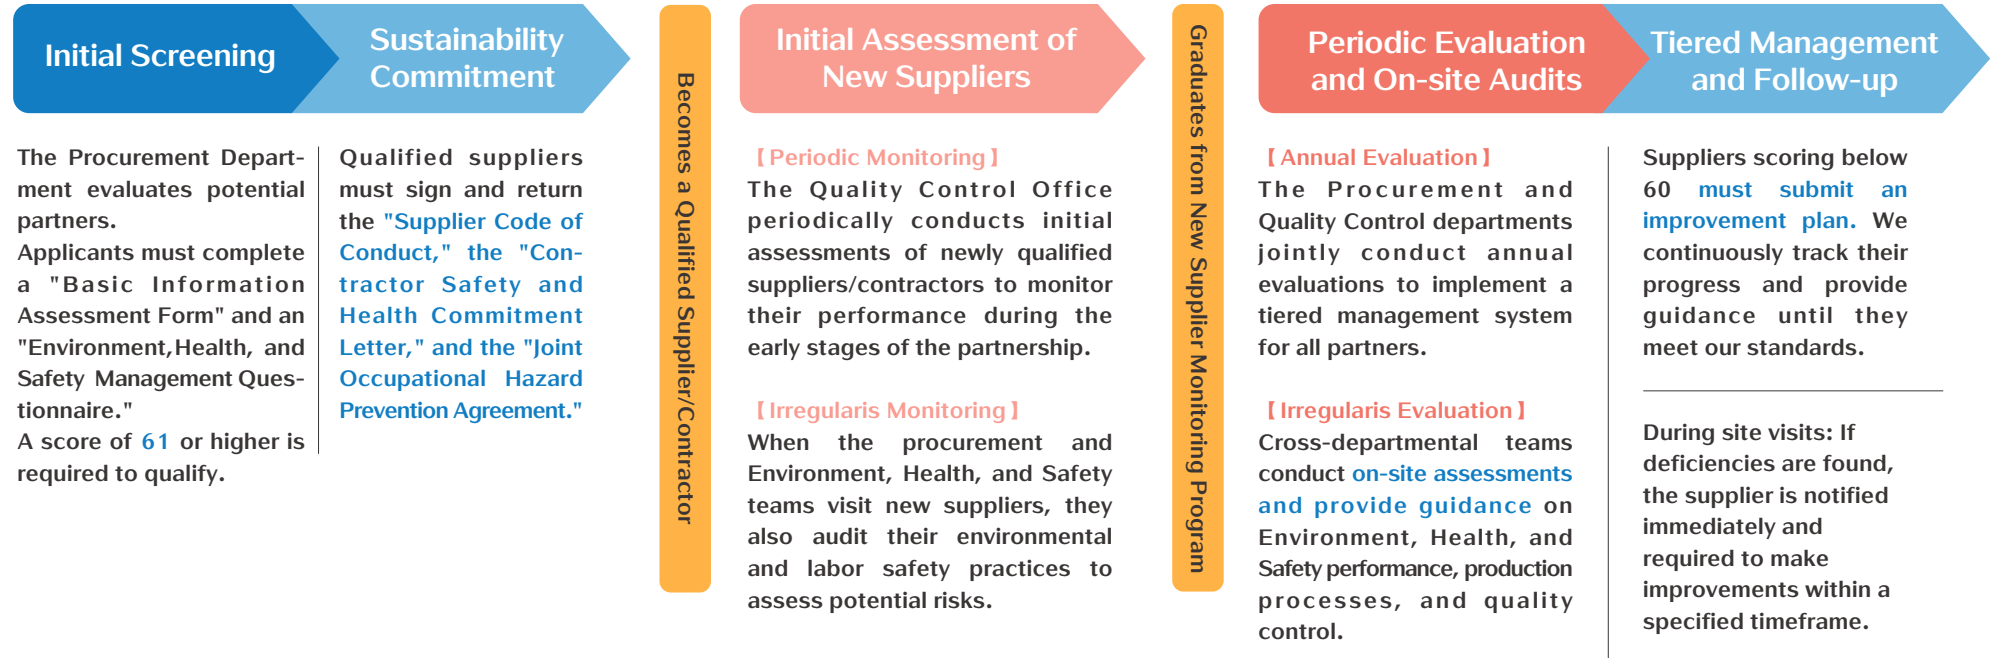 Initial Screening
Sustainability
Commitment
The Procurement Depart-
ment evaluates potential
partners.
Applicants must complete
a "Basic Information
Assessment Form" and an
"Environment, Health, and
Safety Management Ques-
tionnaire."
A score of 61 or higher is
required to qualify.
Qualified suppliers
must sign and return
the "Supplier Code of
Conduct," the "Con-
tractor Safety and
Health Commitment
Letter," and the "Joint
Occupational Hazard
Prevention Agreement."
Becomes a Qualified Supplier/Contractor
Initial Assessment of
New Suppliers
【Periodic Monitoring】
The Quality Control Office
periodically conducts initial
assessments of newly qualified
suppliers/contractors to monitor
their performance during the
early stages of the partnership.
【Irregularis Monitoring】
When the procurement and
Environment, Health, and Safety
teams visit new suppliers, they
also audit their environmental
and labor safety practices to
assess potential risks.
Graduates from New Supplier Monitoring Program
Periodic Evaluation
and On-site Audits
【Annual Evaluation】
The Procurement and
Quality Control departments
jointly conduct annual
evaluations to implement a
tiered management system
for all partners.
【Irregularis Evaluation】
Cross-departmental teams
conduct on-site assessments
and provide guidance on
Environment, Health, and
Safety performance, production
processes, and quality
control.
Tiered Management
and Follow-up
Suppliers scoring below
60 must submit an
improvement plan. We
continuously track their
progress and provide
guidance until they
meet our standards.
During site visits: If
deficiencies are found,
the supplier is notified
immediately and
required to make
improvements within a
specified timeframe.